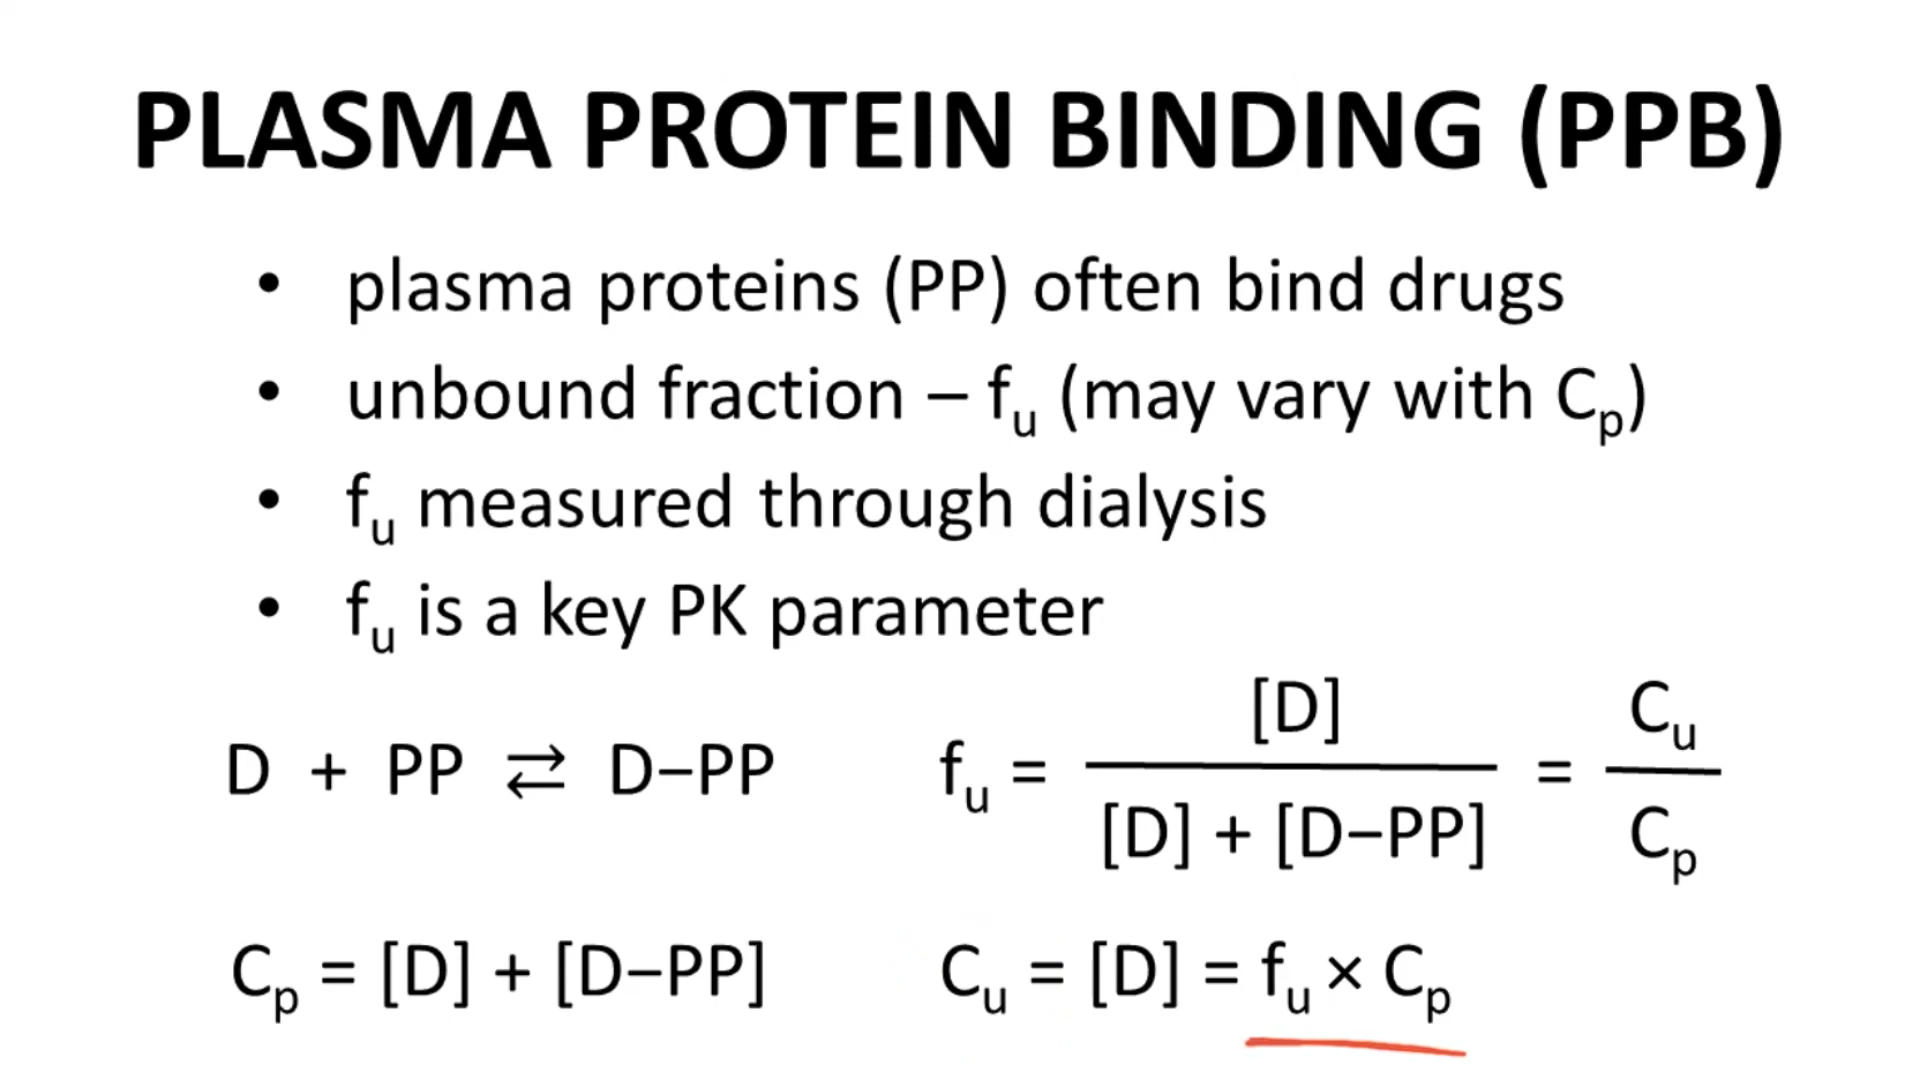 PLASMA PROTEIN BINDING (PPB)
• plasma proteins (PP) often bind drugs
• unbound fraction – fᵤ (may vary with Cₚ)
• fᵤ measured through dialysis
• fᵤ is a key PK parameter
D + PP ⇄ D–PP
fᵤ = [D] / [D] + [D–PP] = Cᵤ / Cₚ
Cₚ = [D] + [D–PP]
Cᵤ = [D] = fᵤ × Cₚ